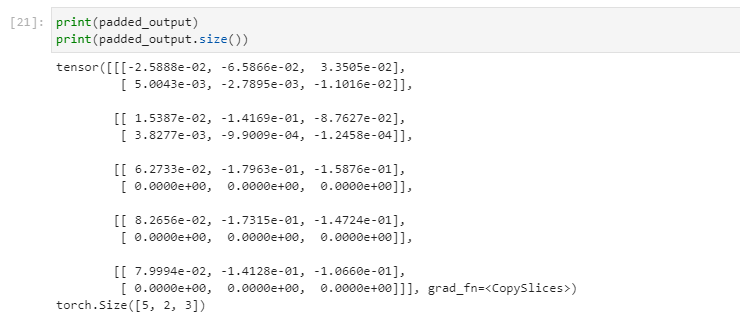 [21]: print(padded_output)
print(padded_output.size())
tensor([[[-2.5888e-02, -6.5866e-02,  3.3505e-02],
         [ 5.0043e-03, -2.7895e-03, -1.1016e-02]],

        [[ 1.5387e-02, -1.4169e-01, -8.7627e-02],
         [ 3.8277e-03, -9.9009e-04, -1.2458e-04]],

        [[ 6.2733e-02, -1.7963e-01, -1.5876e-01],
         [ 0.0000e+00,  0.0000e+00,  0.0000e+00]],

        [[ 8.2656e-02, -1.7315e-01, -1.4724e-01],
         [ 0.0000e+00,  0.0000e+00,  0.0000e+00]],

        [[ 7.9994e-02, -1.4128e-01, -1.0660e-01],
         [ 0.0000e+00,  0.0000e+00,  0.0000e+00]]], grad_fn=<CopySlices>)
torch.Size([5, 2, 3])